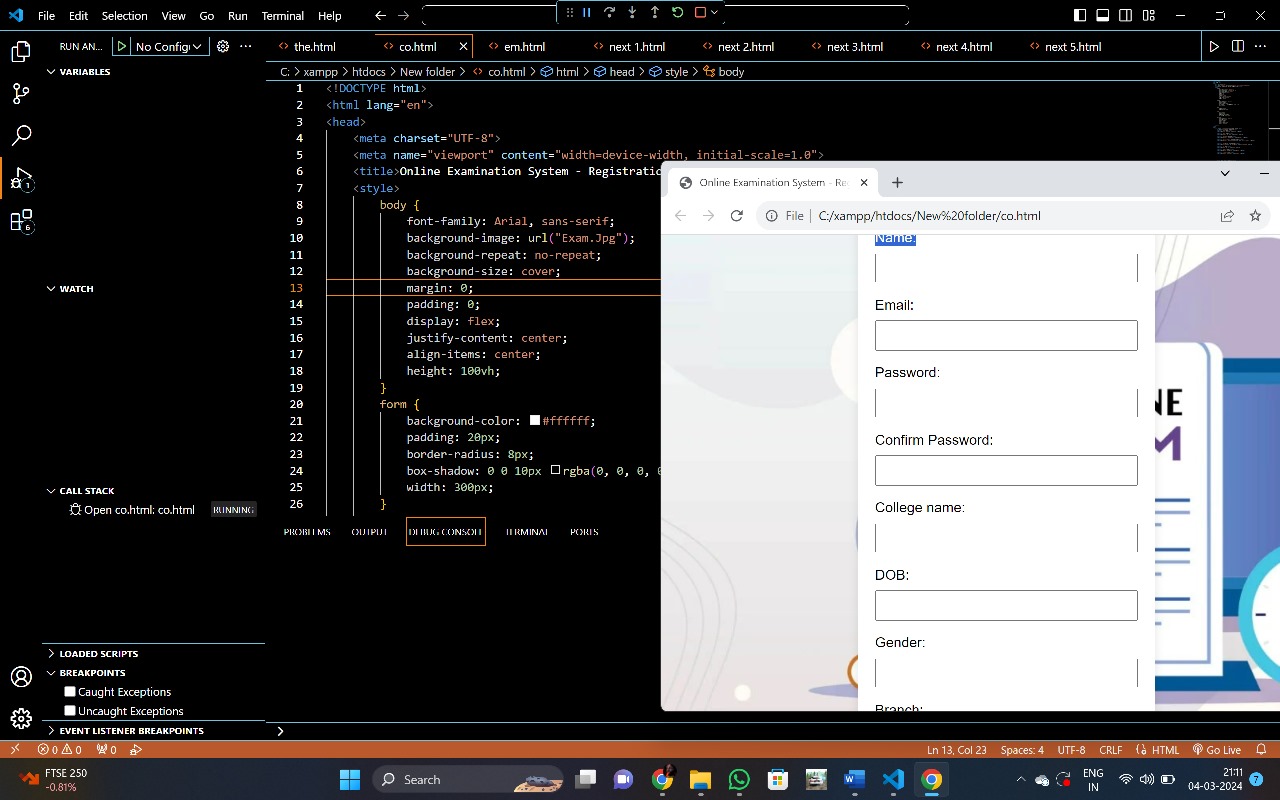 File Edit Selection View Go Run Terminal Help
RUN AN... No Config
the.html co.html em.html next 1.html next 2.html next 3.html next 4.html next 5.html
VARIABLES
C: > xampp > htdocs > New folder > co.html > html > head > style > body
1 <!DOCTYPE html>
2 <html lang="en">
3 <head>
4 <meta charset="UTF-8">
5 <meta name="viewport" content="width=device-width, initial-scale=1.0">
6 <title>Online Examination System - Registratio
7 <style>
8 body {
9 font-family: Arial, sans-serif;
10 background-image: url("Exam.Jpg");
11 background-repeat: no-repeat;
12 background-size: cover;
13 margin: 0;
14 padding: 0;
15 display: flex;
16 justify-content: center;
17 align-items: center;
18 height: 100vh;
19 }
20 form {
21 background-color: #ffffff;
22 padding: 20px;
23 border-radius: 8px;
24 box-shadow: 0 0 10px rgba(0, 0, 0, 0
25 width: 300px;
26 }
WATCH
CALL STACK
Open co.html: co.html RUNNING
PROBLEMS OUTPUT DEBUG CONSOLE TERMINAL PORTS
LOADED SCRIPTS
BREAKPOINTS
Caught Exceptions
Uncaught Exceptions
EVENT LISTENER BREAKPOINTS
1
6
Online Examination System - Re
File C:/xampp/htdocs/New%20folder/co.html
Name:
Email:
Password:
Confirm Password:
College name:
DOB:
Gender:
Branch:
NE
M
0 0 0 Ln 13, Col 23 Spaces: 4 UTF-8 CRLF HTML Go Live
FTSE 250
-0.81%
Search
ENG
IN
21:11
04-03-2024
7